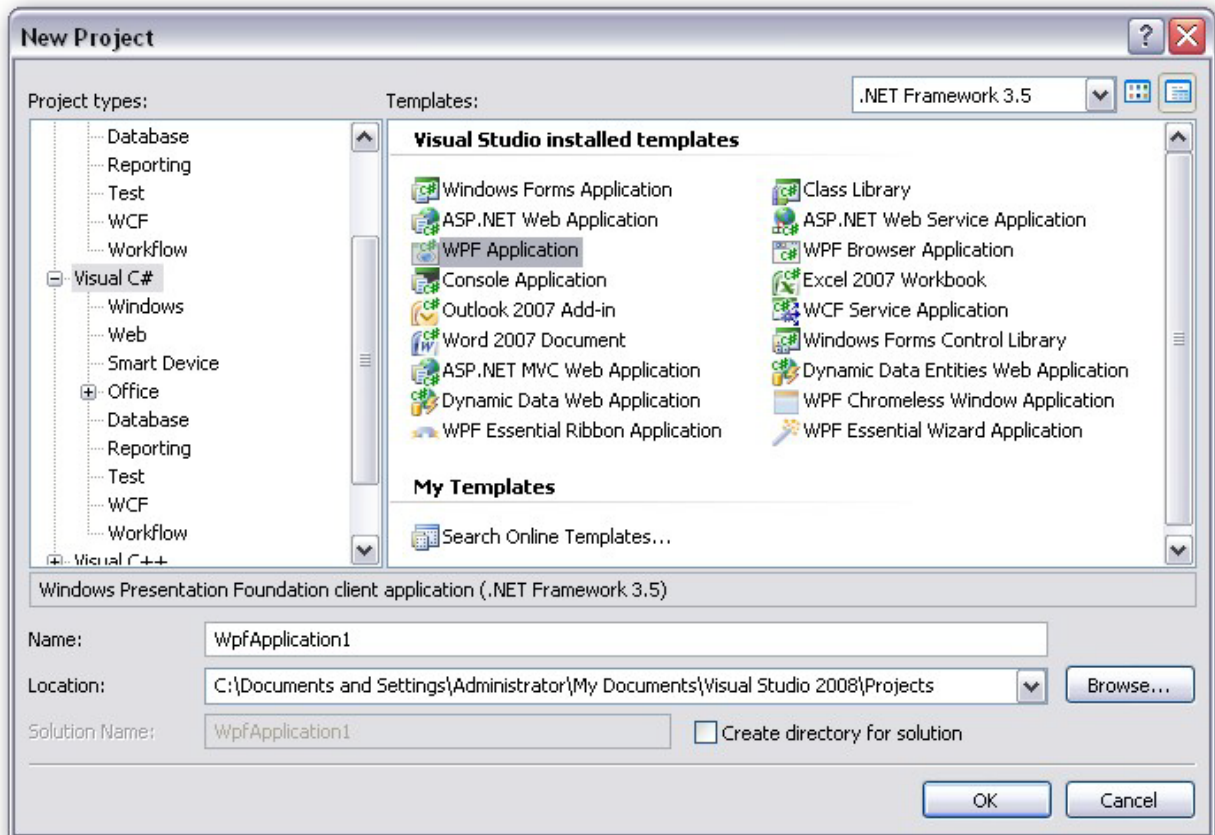 New Project
Project types:
Templates:
.NET Framework 3.5
Database
Reporting
Test
WCF
Workflow
Visual C#
Windows
Web
Smart Device
Office
Database
Reporting
Test
WCF
Workflow
Visual C++
Visual Studio installed templates
Windows Forms Application
Class Library
ASP.NET Web Application
ASP.NET Web Service Application
WPF Application
WPF Browser Application
Console Application
Excel 2007 Workbook
Outlook 2007 Add-in
WCF Service Application
Word 2007 Document
Windows Forms Control Library
ASP.NET MVC Web Application
Dynamic Data Entities Web Application
Dynamic Data Web Application
WPF Chromeless Window Application
WPF Essential Ribbon Application
WPF Essential Wizard Application
My Templates
Search Online Templates...
Windows Presentation Foundation client application (.NET Framework 3.5)
Name:
WpfApplication1
Location:
C:\Documents and Settings\Administrator\My Documents\Visual Studio 2008\Projects
Browse...
Solution Name:
WpfApplication1
Create directory for solution
OK
Cancel